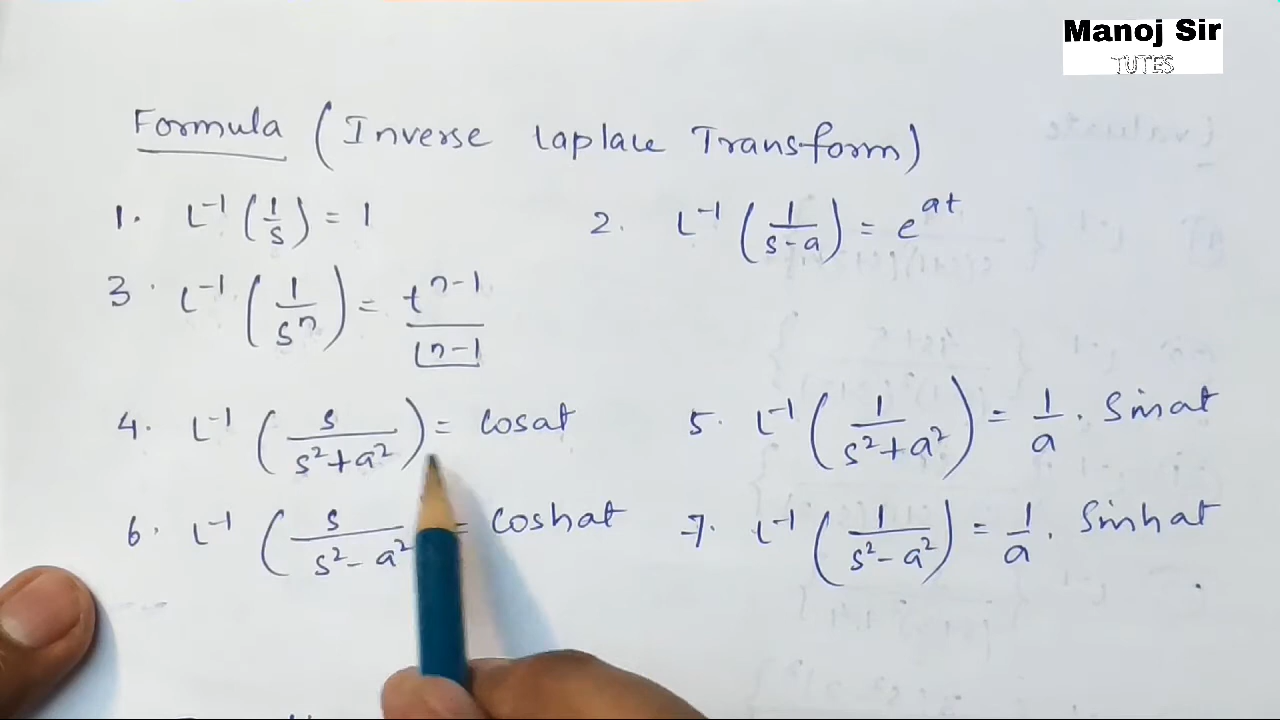 Manoj Sir
TUTES
Formula (Inverse Laplace Transform)
1. L⁻¹ (1/s) = 1
2. L⁻¹ (1/(s-a)) = e^{at}
3. L⁻¹ (1/sⁿ) = t^{n-1} / ⌊n-1
4. L⁻¹ (s/(s²+a²)) = cosat
5. L⁻¹ (1/(s²+a²)) = 1/a . Sinat
6. L⁻¹ (s/(s²-a²)) = coshat
7. L⁻¹ (1/(s²-a²)) = 1/a . Sinhat